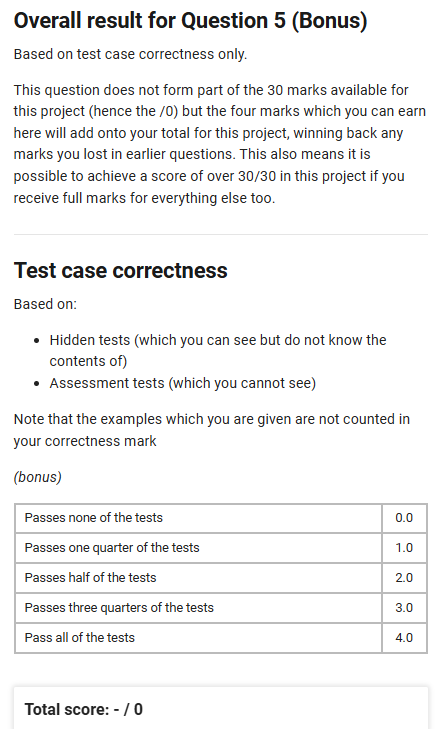 Overall result for Question 5 (Bonus)
Based on test case correctness only.
This question does not form part of the 30 marks available for
this project (hence the /0) but the four marks which you can earn
here will add onto your total for this project, winning back any
marks you lost in earlier questions. This also means it is
possible to achieve a score of over 30/30 in this project if you
receive full marks for everything else too.
Test case correctness
Based on:
• Hidden tests (which you can see but do not know the
contents of)
• Assessment tests (which you cannot see)
Note that the examples which you are given are not counted in
your correctness mark
(bonus)
Passes none of the tests 0.0
Passes one quarter of the tests 1.0
Passes half of the tests 2.0
Passes three quarters of the tests 3.0
Pass all of the tests 4.0
Total score: - / 0